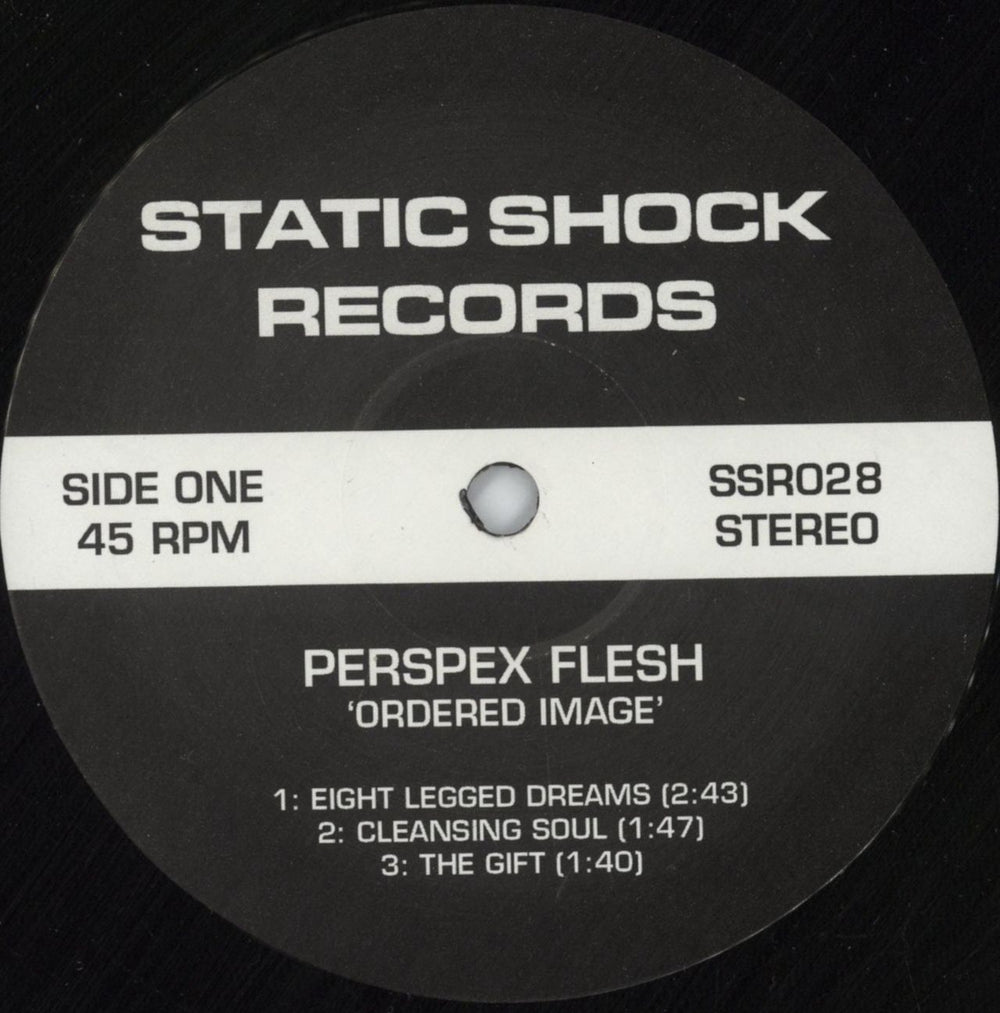 STATIC SHOCK
RECORDS
SIDE ONE
45 RPM
SSR028
STEREO
PERSPEX FLESH
‘ORDERED IMAGE’
1: EIGHT LEGGED DREAMS (2:43)
2: CLEANSING SOUL (1:47)
3: THE GIFT (1:40)